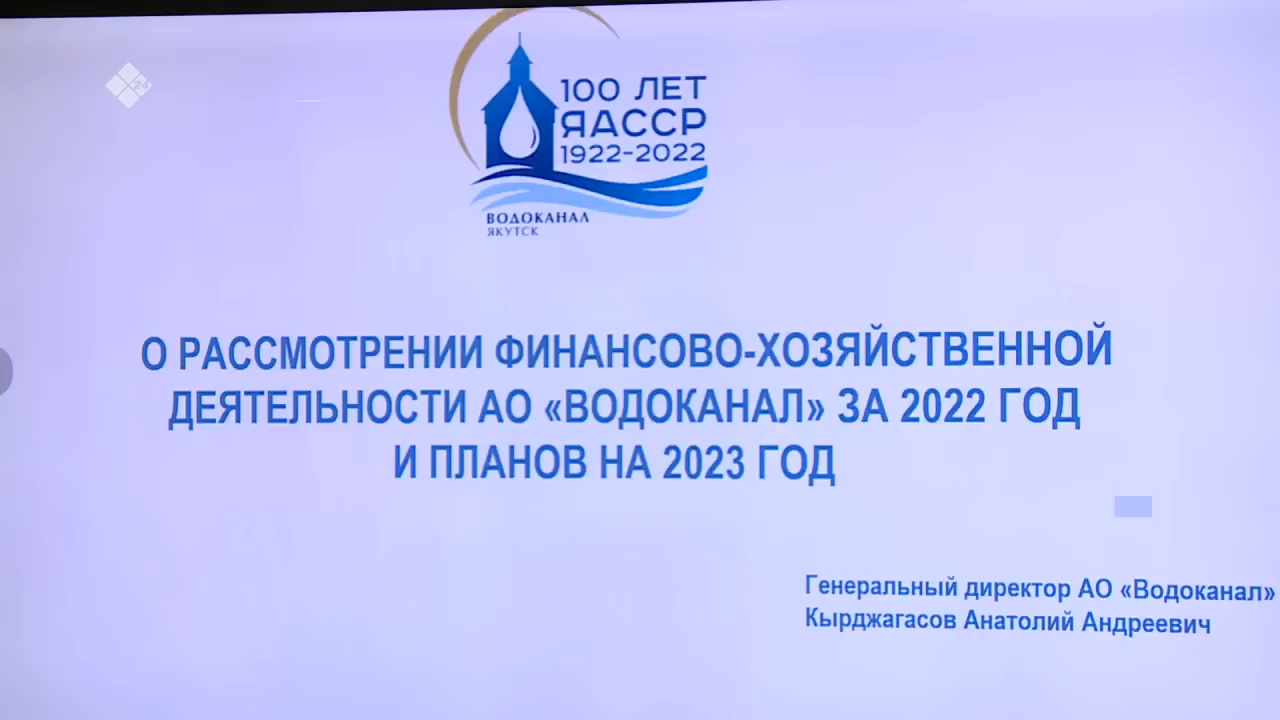 24
100 ЛЕТ
ЯАССР
1922-2022
ВОДОКАНАЛ
ЯКУТСК
О РАССМОТРЕНИИ ФИНАНСОВО-ХОЗЯЙСТВЕННОЙ
ДЕЯТЕЛЬНОСТИ АО «ВОДОКАНАЛ» ЗА 2022 ГОД
И ПЛАНОВ НА 2023 ГОД
Генеральный директор АО «Водоканал»
Кырджагасов Анатолий Андреевич